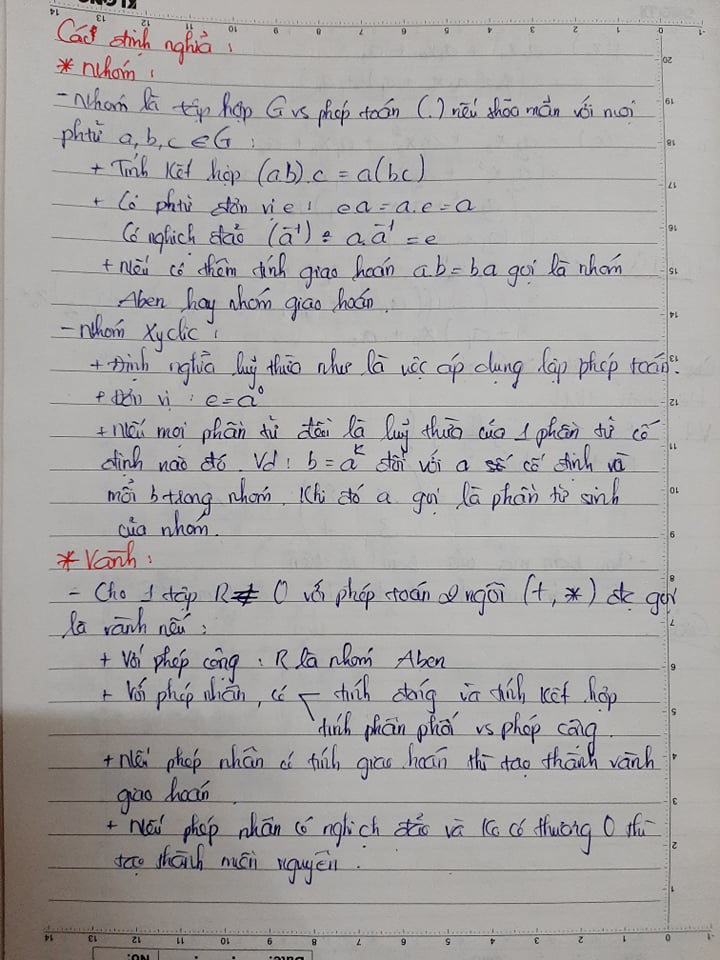 Các định nghĩa :
* Nhóm :
- Nhóm là tập hợp G vs phép toán (.) nếu thỏa mãn với mọi
phtử a, b, c ∈ G :
+ Tính kết hợp (ab).c = a(bc)
+ Có phtử đơn vị e : ea = a.e = a
Có nghịch đảo (a⁻¹) : a.a⁻¹ = e
+ Nếu có thêm tính giao hoán a.b = b.a gọi là nhóm
Aben hay nhóm giao hoán.
- Nhóm Xyclic :
+ Định nghĩa luỹ thừa như là việc áp dụng lặp phép toán.
+ Đơn vị : e = a⁰
+ Nếu mọi phần tử đều là luỹ thừa của 1 phần tử cố
định nào đó. Vd : b = aᵏ đối với a cố định và
mỗi b trong nhóm. Khi đó a gọi là phần tử sinh
của nhóm.
* Vành :
- Cho 1 tập R ≠ 0 với phép toán 2 ngôi (+, *) đc gọi
là vành nếu :
+ Với phép cộng : R là nhóm Aben
+ Với phép nhân, có tính đóng và tính kết hợp
tính phân phối vs phép cộng.
+ Nếu phép nhân có tính giao hoán thì tạo thành vành
giao hoán.
+ Nếu phép nhân có nghịch đảo và Ko có thương 0 thì
tạo thành miền nguyên.